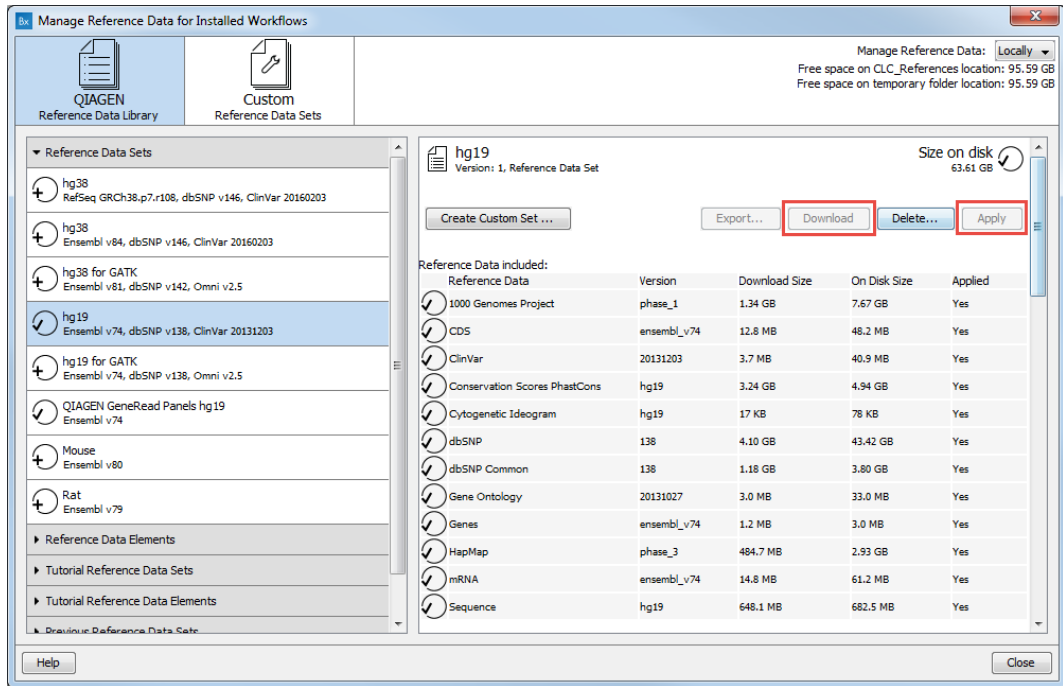 Bx Manage Reference Data for Installed Workflows
QIAGEN
Reference Data Library
Custom
Reference Data Sets
Manage Reference Data: Locally
Free space on CLC_References location: 95.59 GB
Free space on temporary folder location: 95.59 GB
Reference Data Sets
hg38
RefSeq GRCh38.p7.r108, dbSNP v146, ClinVar 20160203
hg38
Ensembl v84, dbSNP v146, ClinVar 20160203
hg38 for GATK
Ensembl v81, dbSNP v142, Omni v2.5
hg19
Ensembl v74, dbSNP v138, ClinVar 20131203
hg19 for GATK
Ensembl v74, dbSNP v138, Omni v2.5
QIAGEN GeneRead Panels hg19
Ensembl v74
Mouse
Ensembl v80
Rat
Ensembl v79
Reference Data Elements
Tutorial Reference Data Sets
Tutorial Reference Data Elements
Previous Reference Data Sets
hg19
Version: 1, Reference Data Set
Size on disk
63.61 GB
Create Custom Set ... Export... Download Delete... Apply
Reference Data included:
Reference Data Version Download Size On Disk Size Applied
1000 Genomes Project phase_1 1.34 GB 7.67 GB Yes
CDS ensembl_v74 12.8 MB 48.2 MB Yes
ClinVar 20131203 3.7 MB 40.9 MB Yes
Conservation Scores PhastCons hg19 3.24 GB 4.94 GB Yes
Cytogenetic Ideogram hg19 17 KB 78 KB Yes
dbSNP 138 4.10 GB 43.42 GB Yes
dbSNP Common 138 1.18 GB 3.80 GB Yes
Gene Ontology 20131027 3.0 MB 33.0 MB Yes
Genes ensembl_v74 1.2 MB 3.0 MB Yes
HapMap phase_3 484.7 MB 2.93 GB Yes
mRNA ensembl_v74 14.8 MB 61.2 MB Yes
Sequence hg19 648.1 MB 682.5 MB Yes
Help
Close